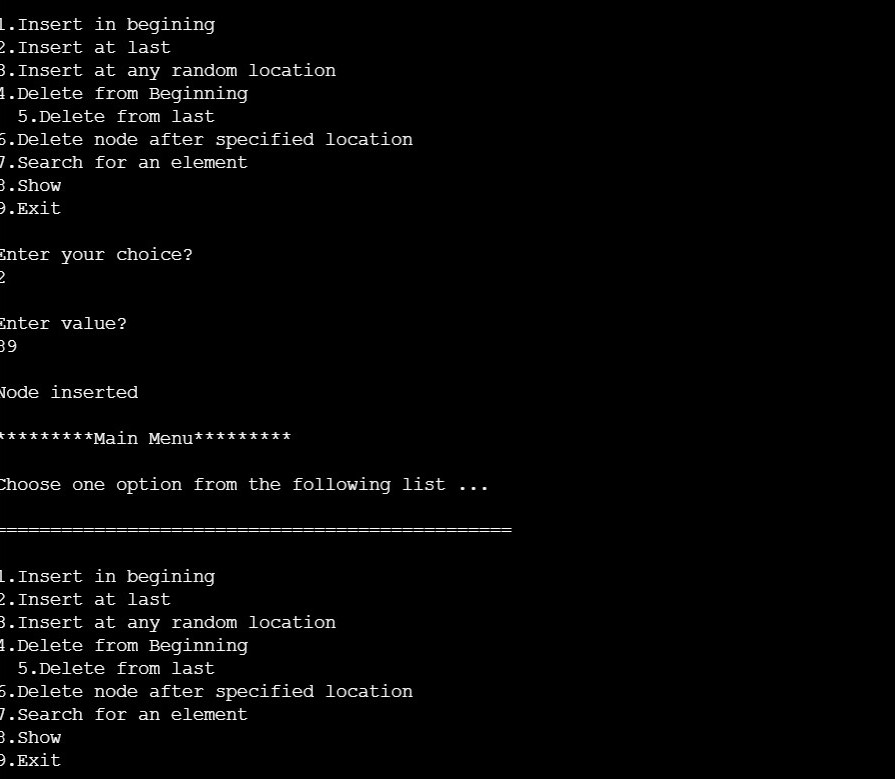 1.Insert in begining
2.Insert at last
3.Insert at any random location
4.Delete from Beginning
5.Delete from last
6.Delete node after specified location
7.Search for an element
8.Show
9.Exit
Enter your choice?
2
Enter value?
89
Node inserted
*********Main Menu*********
Choose one option from the following list ...
===============================================
1.Insert in begining
2.Insert at last
3.Insert at any random location
4.Delete from Beginning
5.Delete from last
6.Delete node after specified location
7.Search for an element
8.Show
9.Exit